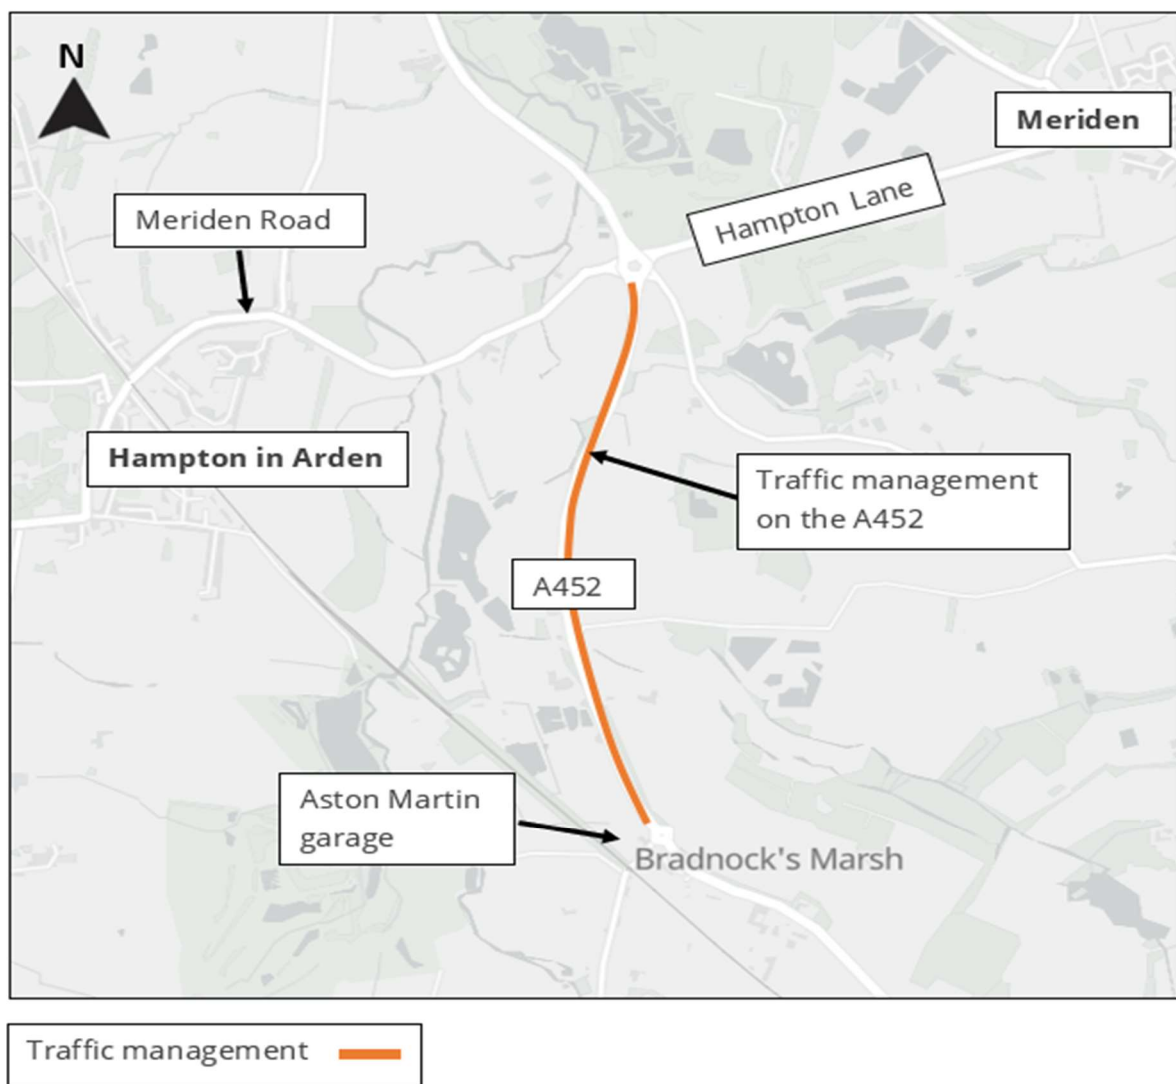 N
Meriden
Hampton Lane
Meriden Road
Hampton in Arden
Traffic management
on the A452
A452
Aston Martin
garage
Bradnock's Marsh
Traffic management